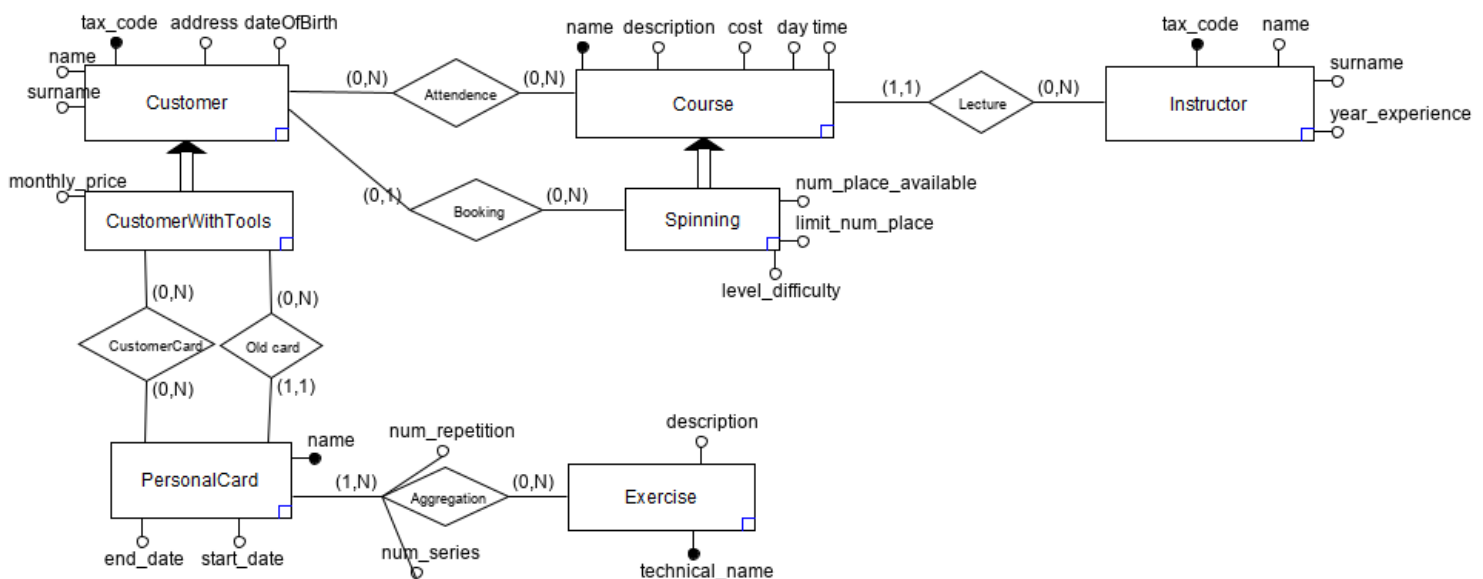 tax_code address dateOfBirth
name
surname
Customer
(0,N)
Attendence
(0,N)
name description cost day time
Course
(1,1)
Lecture
(0,N)
tax_code name
surname
Instructor
year_experience
monthly_price
CustomerWithTools
(0,1)
Booking
(0,N)
Spinning
num_place_available
limit_num_place
level_difficulty
(0,N)
(0,N)
CustomerCard
Old card
(0,N)
(1,1)
name
PersonalCard
end_date start_date
num_repetition
(1,N)
Aggregation
(0,N)
num_series
description
Exercise
technical_name